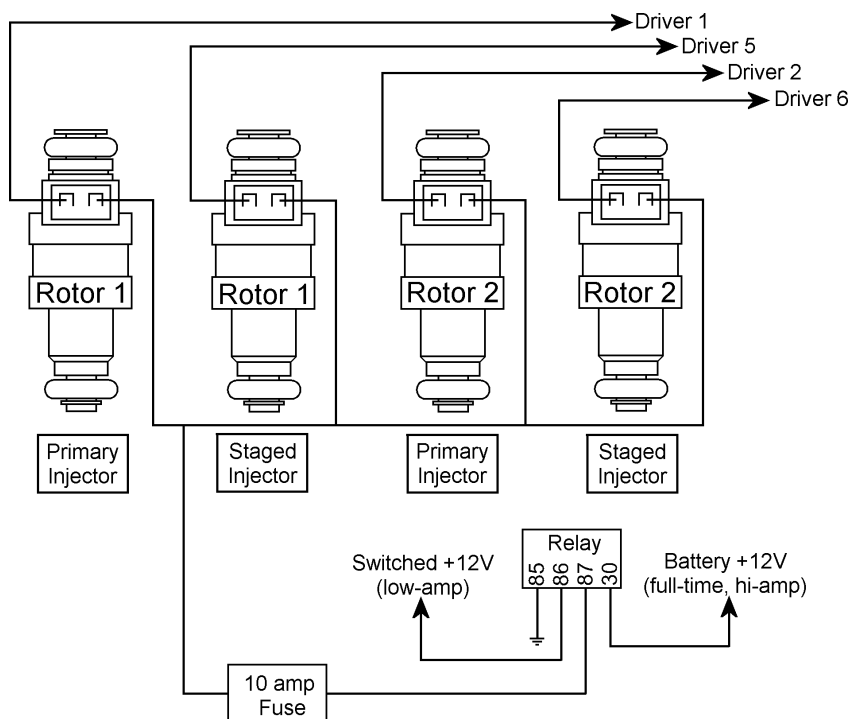 Driver 1
Driver 5
Driver 2
Driver 6
Rotor 1
Rotor 1
Rotor 2
Rotor 2
Primary
Injector
Staged
Injector
Primary
Injector
Staged
Injector
Relay
85
86
87
30
Switched +12V
(low-amp)
Battery +12V
(full-time, hi-amp)
10 amp
Fuse